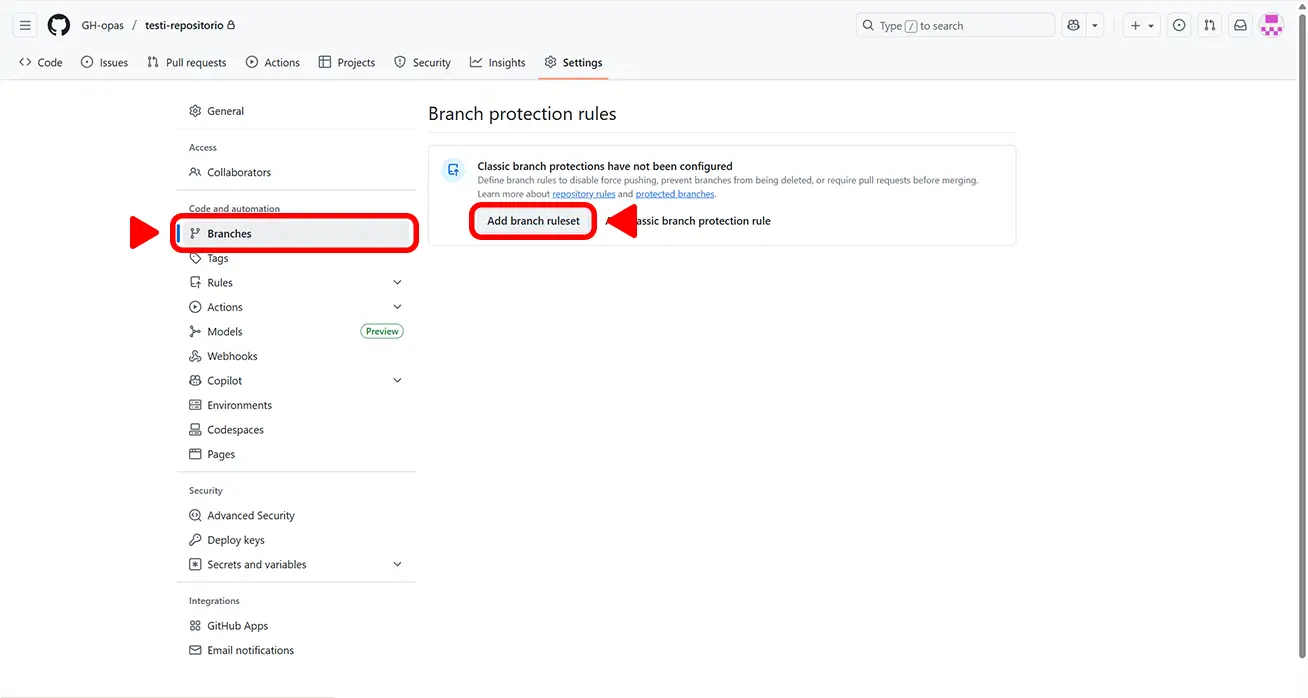 GH-opas / testi-repositorio
Type / to search
Code Issues Pull requests Actions Projects Security Insights Settings
General
Access
Collaborators
Code and automation
Branches
Tags
Rules
Actions
Models Preview
Webhooks
Copilot
Environments
Codespaces
Pages
Security
Advanced Security
Deploy keys
Secrets and variables
Integrations
GitHub Apps
Email notifications
Branch protection rules
Classic branch protections have not been configured
Define branch rules to disable force pushing, prevent branches from being deleted, or require pull requests before merging.
Learn more about repository rules and protected branches.
Add branch ruleset classic branch protection rule